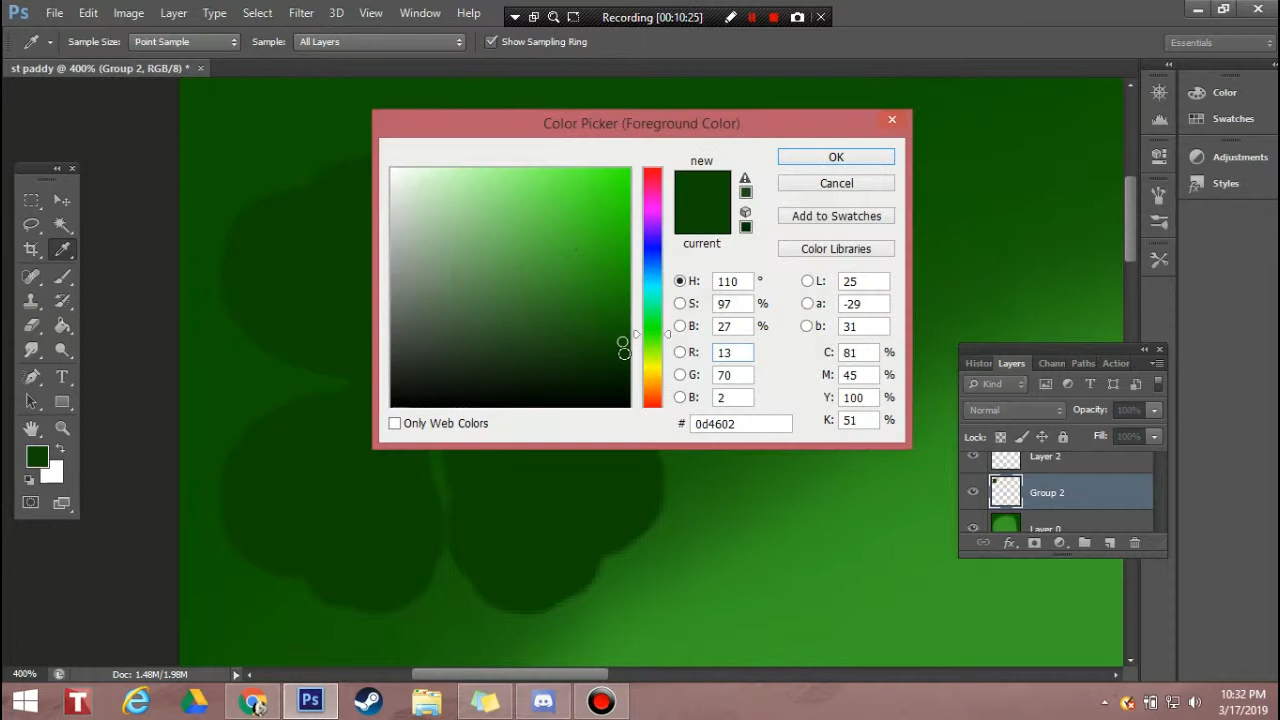 Ps File Edit Image Layer Type Select Filter 3D View Window Help
Recording [00:10:25]
Sample Size: Point Sample Sample: All Layers Show Sampling Ring Essentials
st paddy @ 400% (Group 2, RGB/8) * ×
Color Picker (Foreground Color)
new
current
OK
Cancel
Add to Swatches
Color Libraries
H: 110 ° L: 25
S: 97 % a: -29
B: 27 % b: 31
R: 13 C: 81 %
G: 70 M: 45 %
B: 2 Y: 100 %
# 0d4602 K: 51 %
Only Web Colors
Color
Swatches
Adjustments
Styles
Histor Layers Chann Paths Action
Kind
Normal Opacity: 100%
Lock: Fill: 100%
Layer 2
Group 2
Layer 0
fx
400% Doc: 1.48M/1.98M
T Ps
10:32 PM
3/17/2019